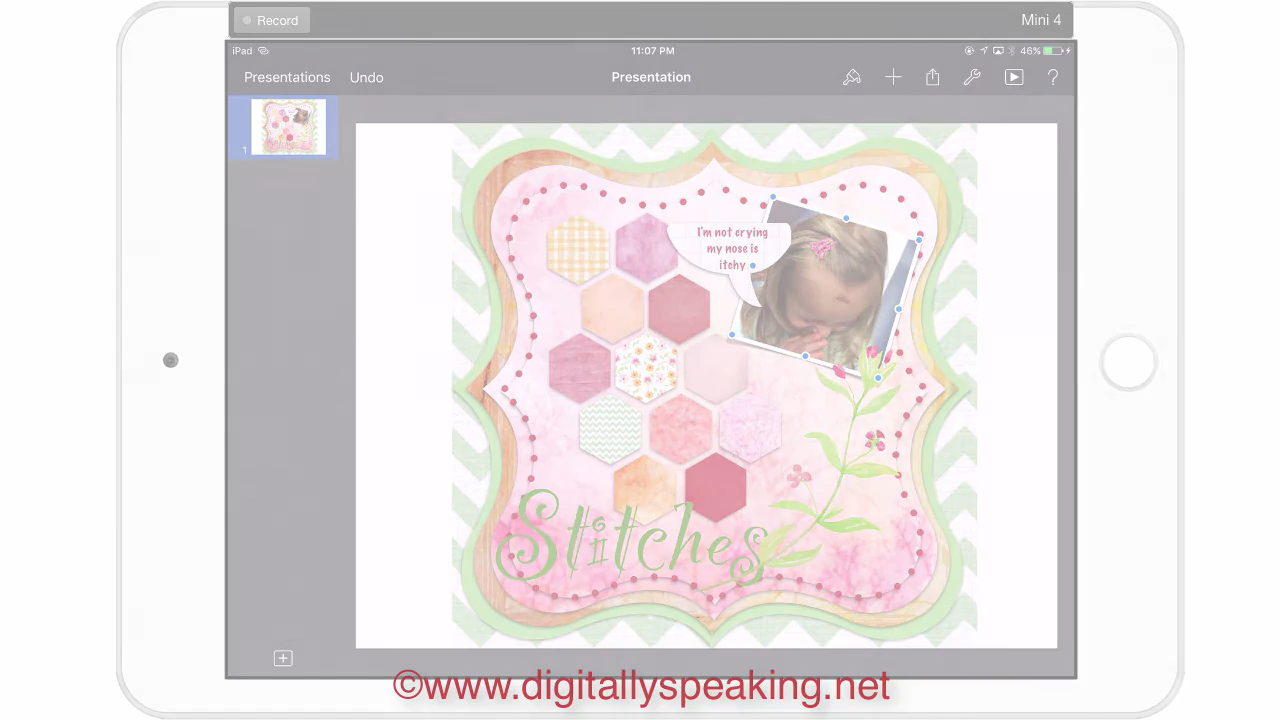 Record
Mini 4
iPad
11:07 PM
46%
Presentations
Undo
Presentation
1
I'm not crying
my nose is
itchy
Stitches
©www.digitallyspeaking.net